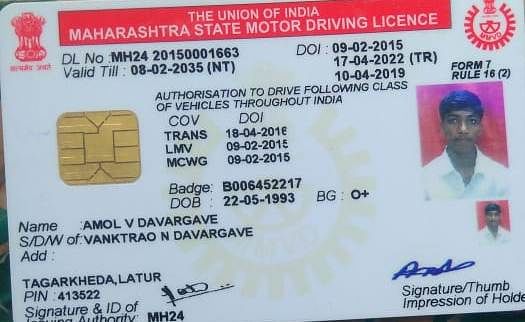 THE UNION OF INDIA
MAHARASHTRA STATE MOTOR DRIVING LICENCE
DL No :MH24 20150001663 DOI : 09-02-2015
Valid Till : 08-02-2035 (NT) 17-04-2022 (TR)
10-04-2019
FORM 7
RULE 16 (2)
AUTHORISATION TO DRIVE FOLLOWING CLASS
OF VEHICLES THROUGHOUT INDIA
COV DOI
TRANS 18-04-2016
LMV 09-02-2015
MCWG 09-02-2015
Badge: B006452217
DOB : 22-05-1993 BG : O+
Name : AMOL V DAVARGAVE
S/D/W of: VANKTRAO N DAVARGAVE
Add :
TAGARKHEDA,LATUR
PIN : 413522
Signature & ID of
Issuing Authority: MH24
Signature/Thumb
Impression of Holde